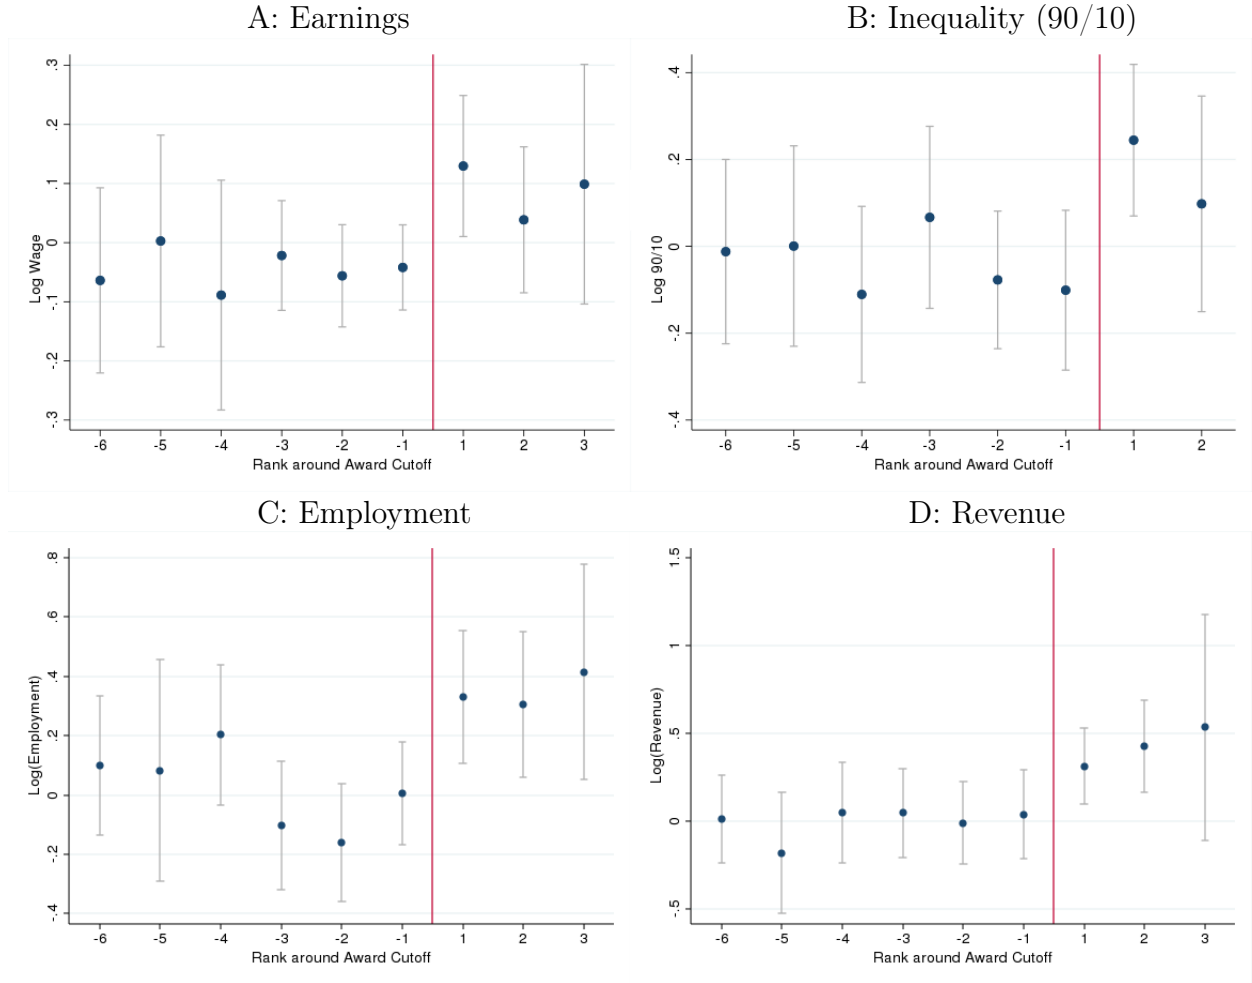 A: Earnings
.3
.2
.1
0
-.1
-.2
-.3
Log Wage
-6 -5 -4 -3 -2 -1 1 2 3
Rank around Award Cutoff
B: Inequality (90/10)
.4
.2
0
-.2
-.4
Log 90/10
-6 -5 -4 -3 -2 -1 1 2
Rank around Award Cutoff
C: Employment
.8
.6
.4
.2
0
-.2
-.4
Log(Employment)
-6 -5 -4 -3 -2 -1 1 2 3
Rank around Award Cutoff
D: Revenue
1.5
1
.5
0
-.5
Log(Revenue)
-6 -5 -4 -3 -2 -1 1 2 3
Rank around Award Cutoff